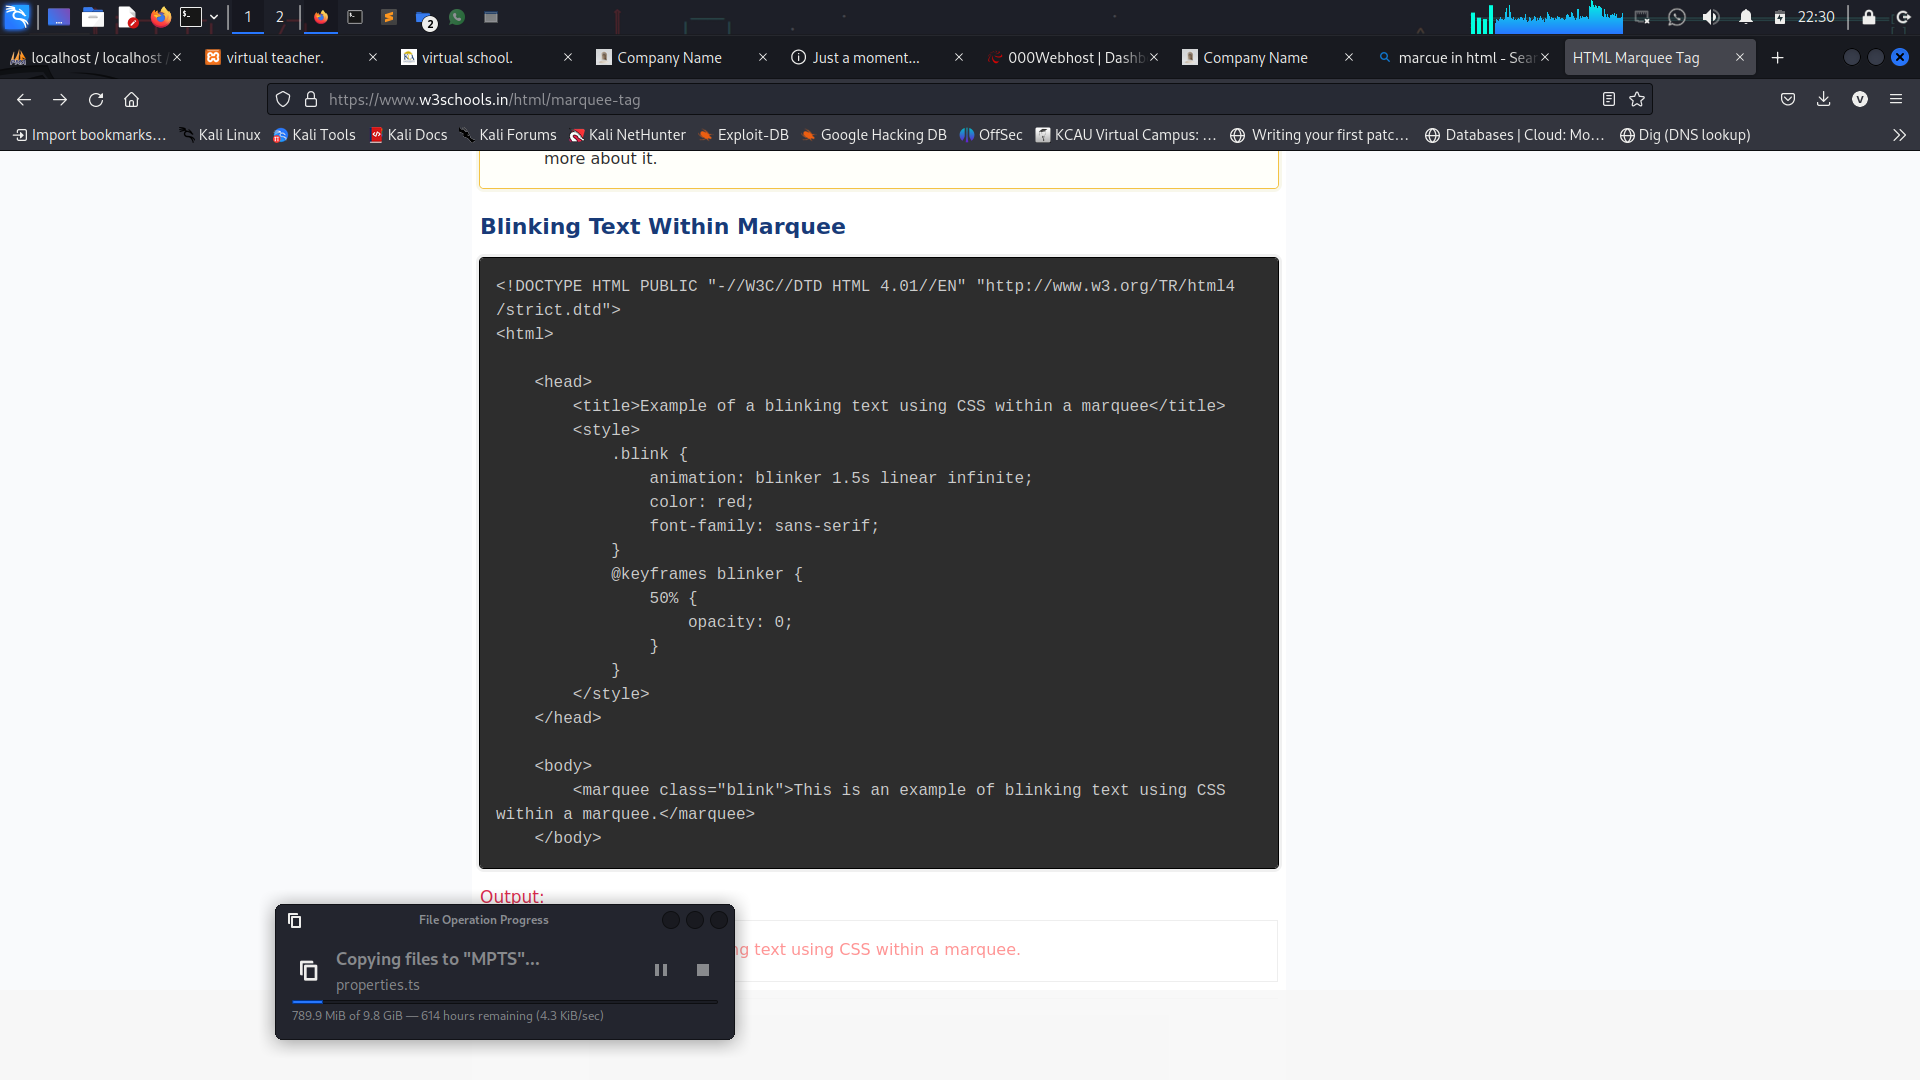 1
2
2
22:30
localhost / localhost /
virtual teacher.
virtual school.
Company Name
Just a moment...
000Webhost | Dashb
Company Name
marcue in html - Sear
HTML Marquee Tag
https://www.w3schools.in/html/marquee-tag
V
Import bookmarks...
Kali Linux
Kali Tools
Kali Docs
Kali Forums
Kali NetHunter
Exploit-DB
Google Hacking DB
OffSec
KCAU Virtual Campus: ...
Writing your first patc...
Databases | Cloud: Mo...
Dig (DNS lookup)
more about it.
Blinking Text Within Marquee
<!DOCTYPE HTML PUBLIC "-//W3C//DTD HTML 4.01//EN" "http://www.w3.org/TR/html4
/strict.dtd">
<html>
<head>
<title>Example of a blinking text using CSS within a marquee</title>
<style>
.blink {
animation: blinker 1.5s linear infinite;
color: red;
font-family: sans-serif;
}
@keyframes blinker {
50% {
opacity: 0;
}
}
</style>
</head>
<body>
<marquee class="blink">This is an example of blinking text using CSS
within a marquee.</marquee>
</body>
Output:
ng text using CSS within a marquee.
File Operation Progress
Copying files to "MPTS"...
properties.ts
789.9 MiB of 9.8 GiB — 614 hours remaining (4.3 KiB/sec)